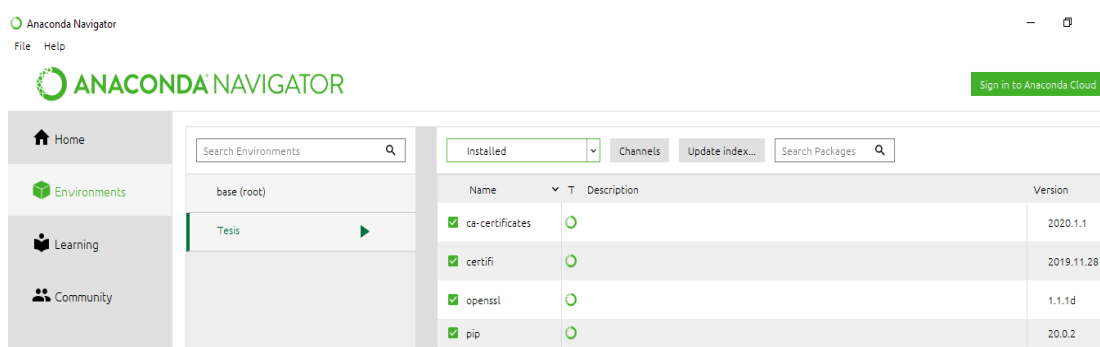 Anaconda Navigator
File Help
ANACONDA NAVIGATOR
Sign in to Anaconda Cloud
Home
Environments
Learning
Community
Search Environments
base (root)
Tesis
Installed Channels Update index... Search Packages
Name T Description Version
ca-certificates 2020.1.1
certifi 2019.11.28
openssl 1.1.1d
pip 20.0.2